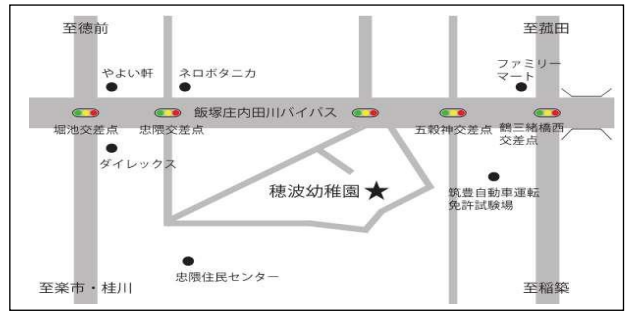 至徳前
至菰田
やよい軒
ネロボタニカ
ファミリー
マート
飯塚庄内田川バイパス
堀池交差点
忠隈交差点
五穀神交差点
鶴三緒橋西
交差点
ダイレックス
穂波幼稚園★
筑豊自動車運転
免許試験場
忠隈住民センター
至楽市・桂川
至稲築